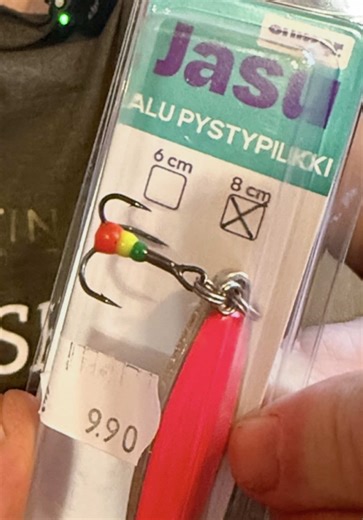 Jasu
ALU PYSTYPILKKI
6 cm
8 cm
9.90